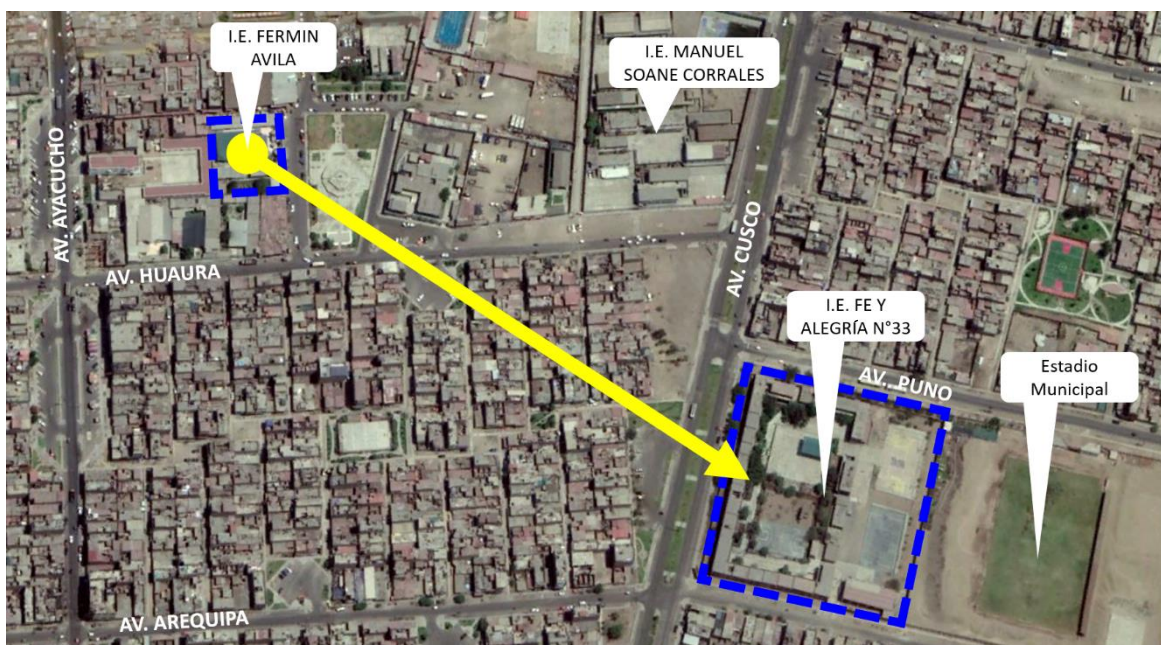 I.E. FERMIN
AVILA
I.E. MANUEL
SOANE CORRALES
AV. AYACUCHO
AV. CUSCO
AV. HUAURA
I.E. FE Y
ALEGRÍA N°33
AV. PUNO
Estadio
Municipal
AV. AREQUIPA